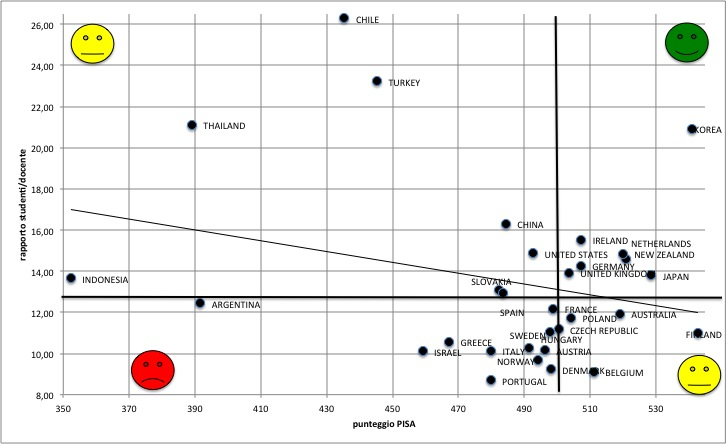 26,00
CHILE
24,00
TURKEY
22,00
THAILAND
KOREA
20,00
rapporto studenti/docente
18,00
CHINA
16,00
IRELAND
NETHERLANDS
UNITED STATES
NEW ZEALAND
GERMANY
14,00
INDONESIA
SLOVAKIA
UNITED KINGDO
JAPAN
ARGENTINA
12,00
SPAIN
FRANCE
POLAND
AUSTRALIA
SWEDEN
CZECH REPUBLIC
FINLAND
HUNGARY
GREECE
10,00
ISRAEL
ITALY
AUSTRIA
NORWAY
DENMARK
BELGIUM
PORTUGAL
8,00
350 370 390 410 430 450 470 490 510 530
punteggio PISA